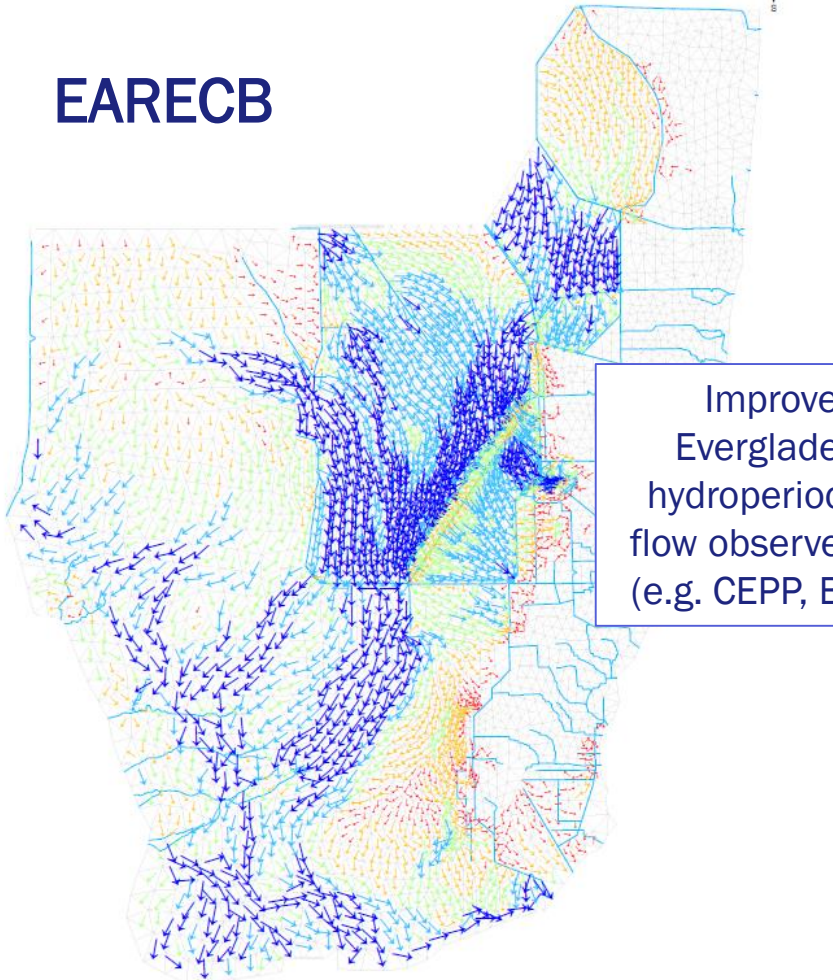 EARECB
Improve
Everglade
hydroperiod
flow observe
(e.g. CEPP, E